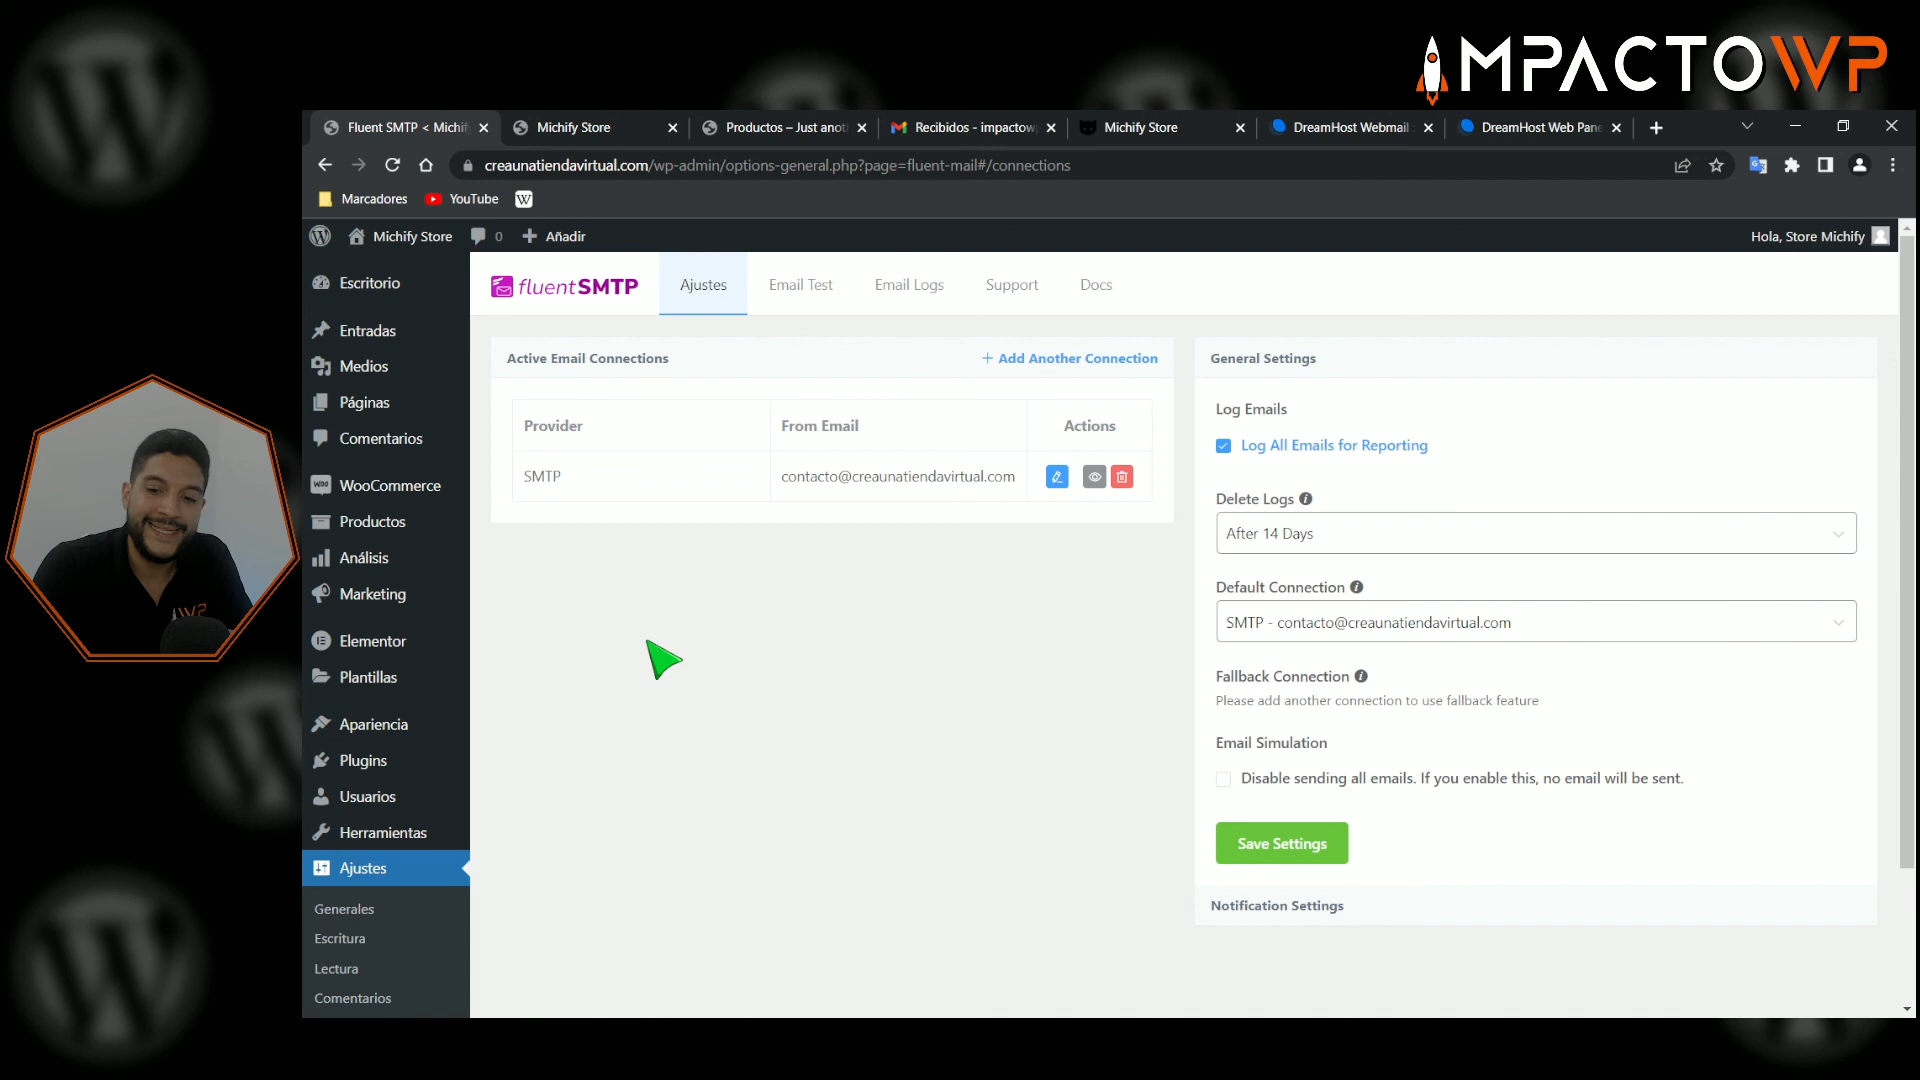 IMPACTOWP
Fluent SMTP < Michif
Michify Store
Productos – Just anot
Recibidos - impactow
Michify Store
DreamHost Webmail
DreamHost Web Pane
creaunatiendavirtual.com/wp-admin/options-general.php?page=fluent-mail#/connections
Marcadores
YouTube
W
Michify Store
0
Añadir
Hola, Store Michify
Escritorio
Entradas
Medios
Páginas
Comentarios
WooCommerce
Productos
Análisis
Marketing
Elementor
Plantillas
Apariencia
Plugins
Usuarios
Herramientas
Ajustes
Generales
Escritura
Lectura
Comentarios
fluentSMTP
Ajustes
Email Test
Email Logs
Support
Docs
Active Email Connections
+ Add Another Connection
Provider
From Email
Actions
SMTP
contacto@creaunatiendavirtual.com
General Settings
Log Emails
Log All Emails for Reporting
Delete Logs
After 14 Days
Default Connection
SMTP - contacto@creaunatiendavirtual.com
Fallback Connection
Please add another connection to use fallback feature
Email Simulation
Disable sending all emails. If you enable this, no email will be sent.
Save Settings
Notification Settings